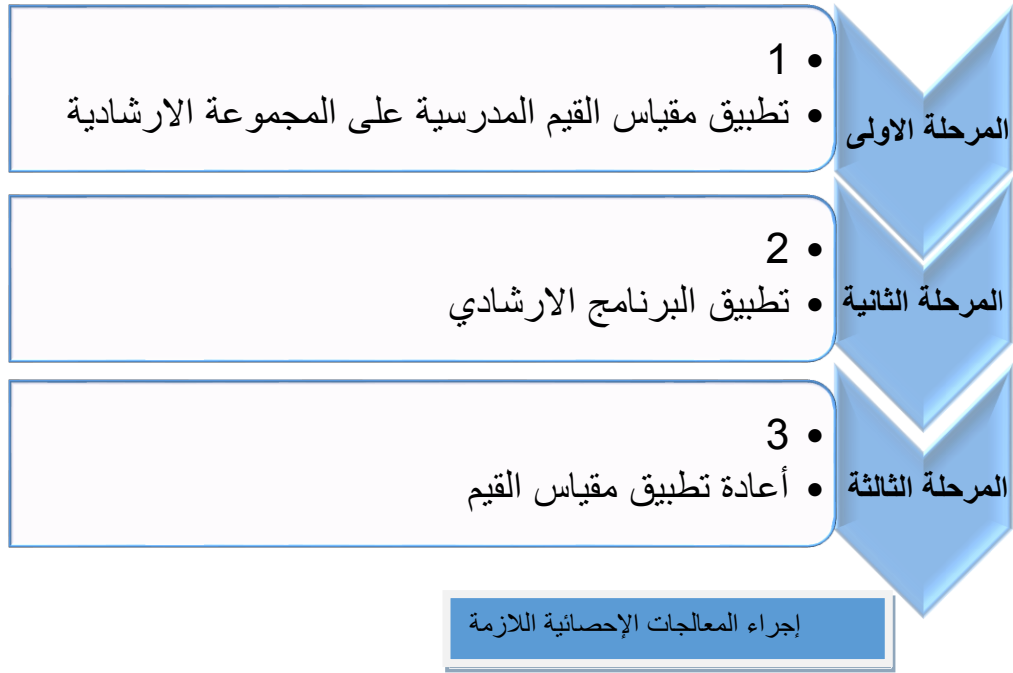 المرحلة الاولى
1
تطبيق مقياس القيم المدرسية على المجموعة الارشادية
المرحلة الثانية
2
تطبيق البرنامج الارشادي
المرحلة الثالثة
3
أعادة تطبيق مقياس القيم
إجراء المعالجات الإحصائية اللازمة